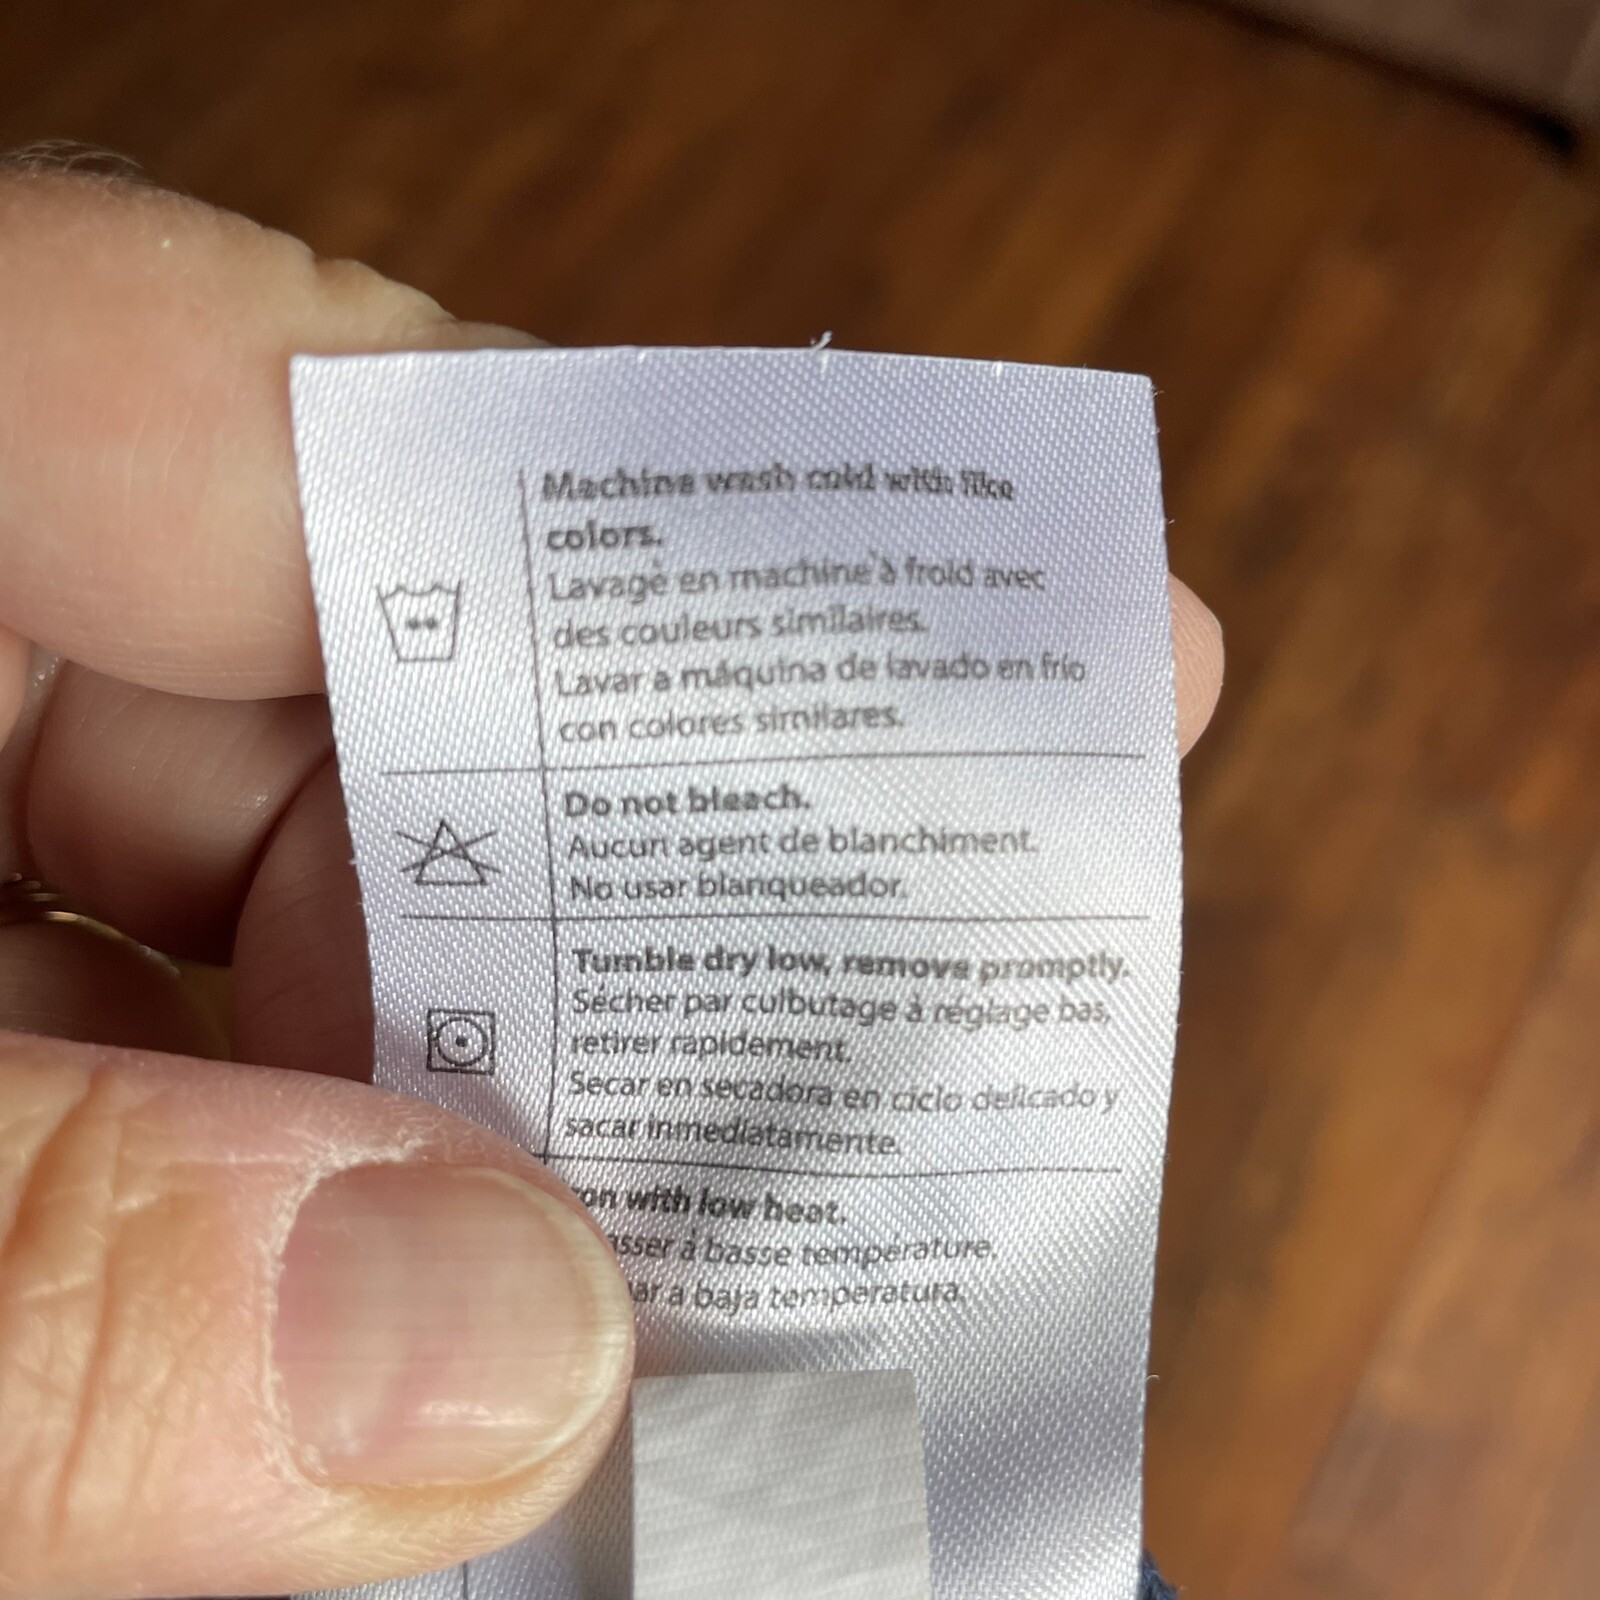 Machine wash cold with like
colors.
Lavage en machine à froid avec
des couleurs similaires.
Lavar a máquina de lavado en frio
con colores similares.
Do not bleach.
Aucun agent de blanchiment.
No usar blanqueador.
Tumble dry low, remove promptly.
Sécher par culbutage à réglage bas,
retirer rapidement.
Secar en secadora en ciclo delicado y
sacar inmediatamente.
with low heat.
à basse température.
a baja temperatura.